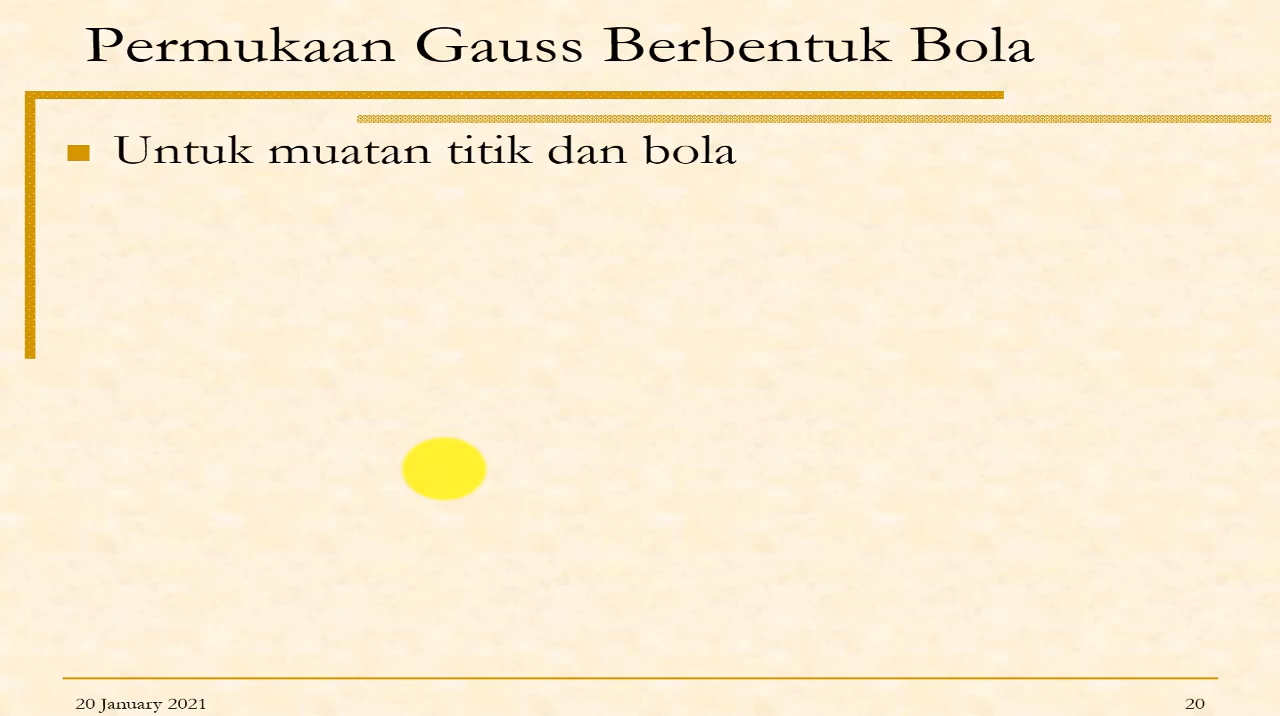 Permukaan Gauss Berbentuk Bola
Untuk muatan titik dan bola
20 January 2021
20